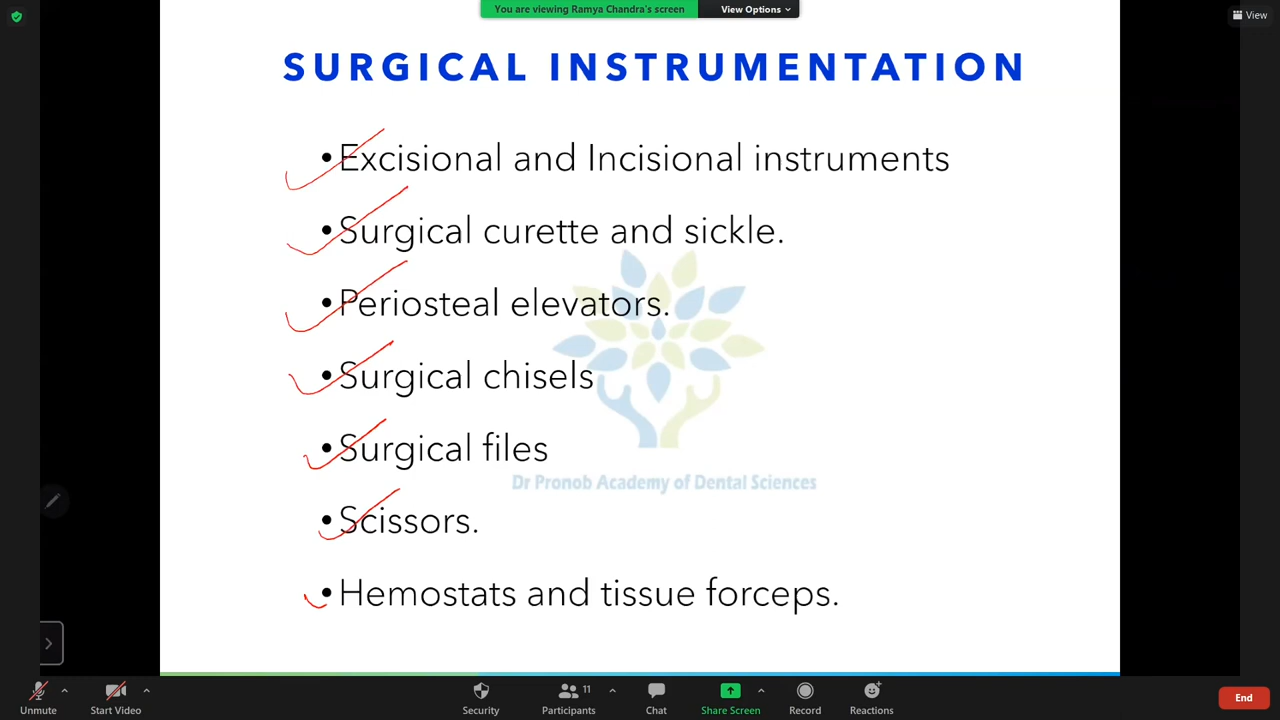 You are viewing Ramya Chandra's screen
View Options
View
SURGICAL INSTRUMENTATION
•Excisional and Incisional instruments
•Surgical curette and sickle.
•Periosteal elevators.
•Surgical chisels
•Surgical files
Dr Pronob Academy of Dental Sciences
•Scissors.
•Hemostats and tissue forceps.
Unmute
Start Video
Security
Participants 11
Chat
Share Screen
Record
Reactions
End